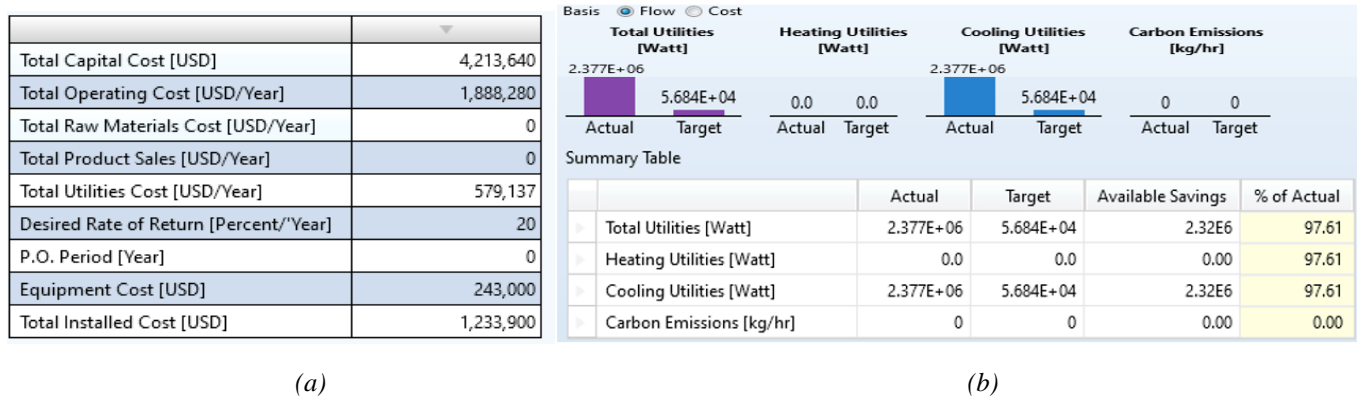 Total Capital Cost [USD] 4,213,640
Total Operating Cost [USD/Year] 1,888,280
Total Raw Materials Cost [USD/Year] 0
Total Product Sales [USD/Year] 0
Total Utilities Cost [USD/Year] 579,137
Desired Rate of Return [Percent/'Year] 20
P.O. Period [Year] 0
Equipment Cost [USD] 243,000
Total Installed Cost [USD] 1,233,900
(a)
Basis Flow Cost
Total Utilities [Watt]
2.377E+06 5.684E+04
Actual Target
Heating Utilities [Watt]
0.0 0.0
Actual Target
Cooling Utilities [Watt]
2.377E+06 5.684E+04
Actual Target
Carbon Emissions [kg/hr]
0 0
Actual Target
Summary Table
Actual Target Available Savings % of Actual
Total Utilities [Watt] 2.377E+06 5.684E+04 2.32E6 97.61
Heating Utilities [Watt] 0.0 0.0 0.00 97.61
Cooling Utilities [Watt] 2.377E+06 5.684E+04 2.32E6 97.61
Carbon Emissions [kg/hr] 0 0 0.00 0.00
(b)